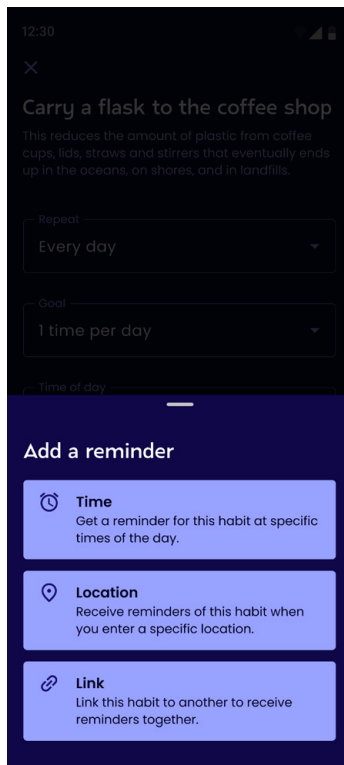 12:30
Carry a flask to the coffee shop
This reduces the amount of plastic from coffee
cups, lids, straws and stirrers that eventually ends
up in the oceans, on shores, and in landfills.
Repeat
Every day
Goal
1 time per day
Time of day
Add a reminder
Time
Get a reminder for this habit at specific
times of the day.
Location
Receive reminders of this habit when
you enter a specific location.
Link
Link this habit to another to receive
reminders together.